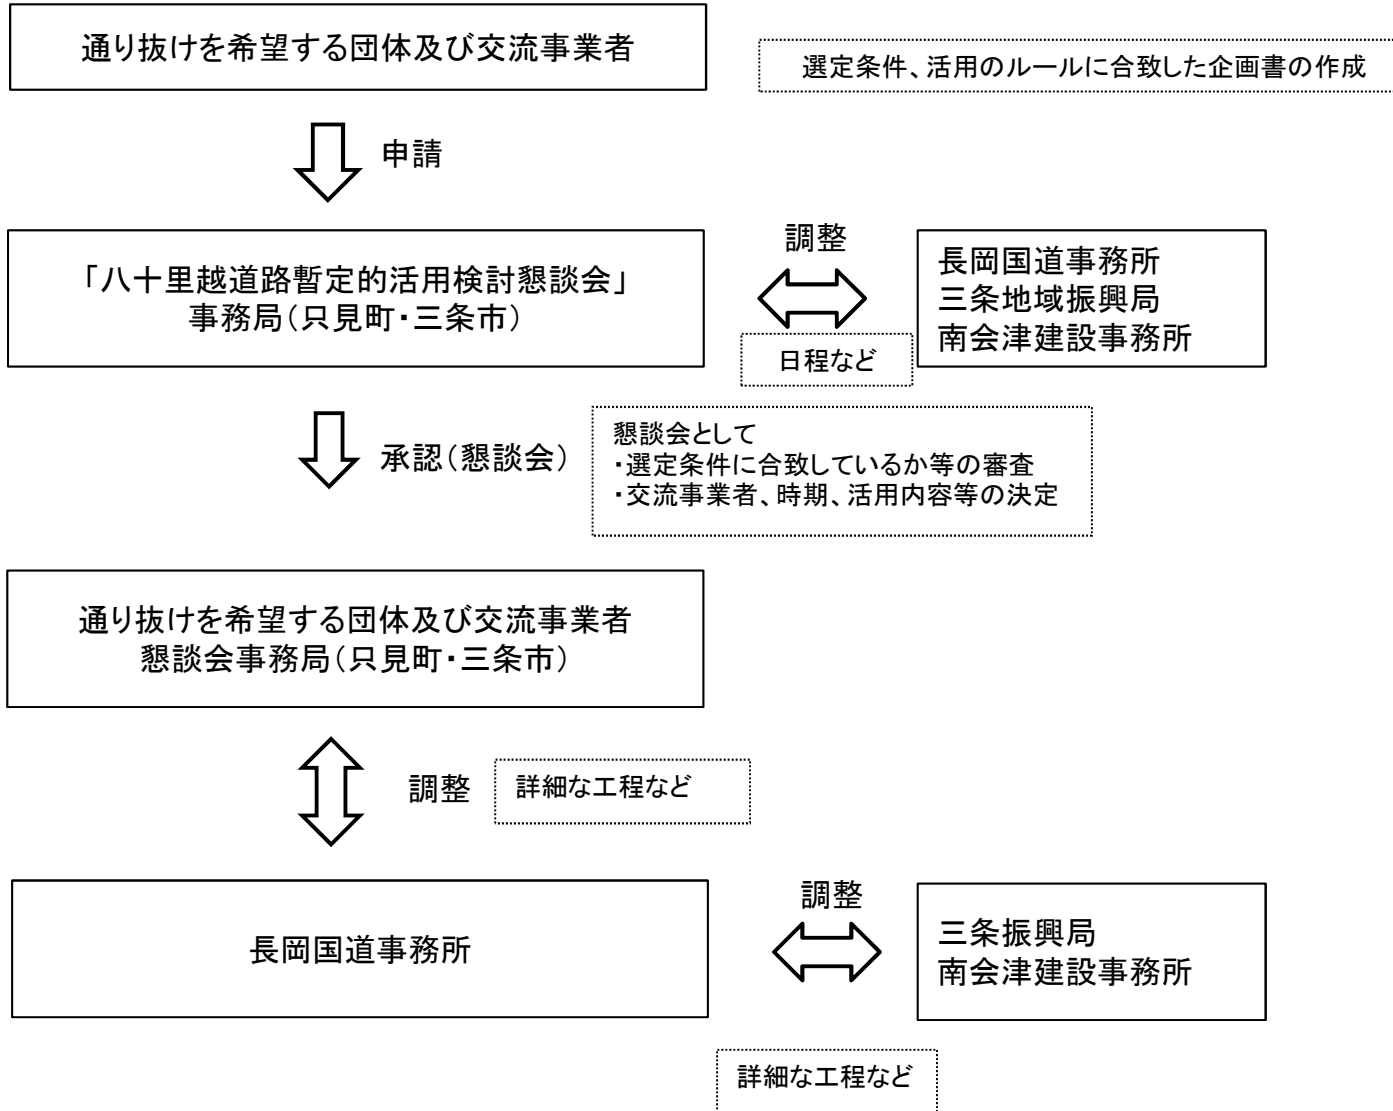 通り抜けを希望する団体及び交流事業者
選定条件、活用のルールに合致した企画書の作成
申請
「八十里越道路暫定的活用検討懇談会」
事務局(只見町・三条市)
調整
日程など
長岡国道事務所
三条地域振興局
南会津建設事務所
承認(懇談会)
懇談会として
・選定条件に合致しているか等の審査
・交流事業者、時期、活用内容等の決定
通り抜けを希望する団体及び交流事業者
懇談会事務局(只見町・三条市)
調整
詳細な工程など
長岡国道事務所
調整
三条振興局
南会津建設事務所
詳細な工程など